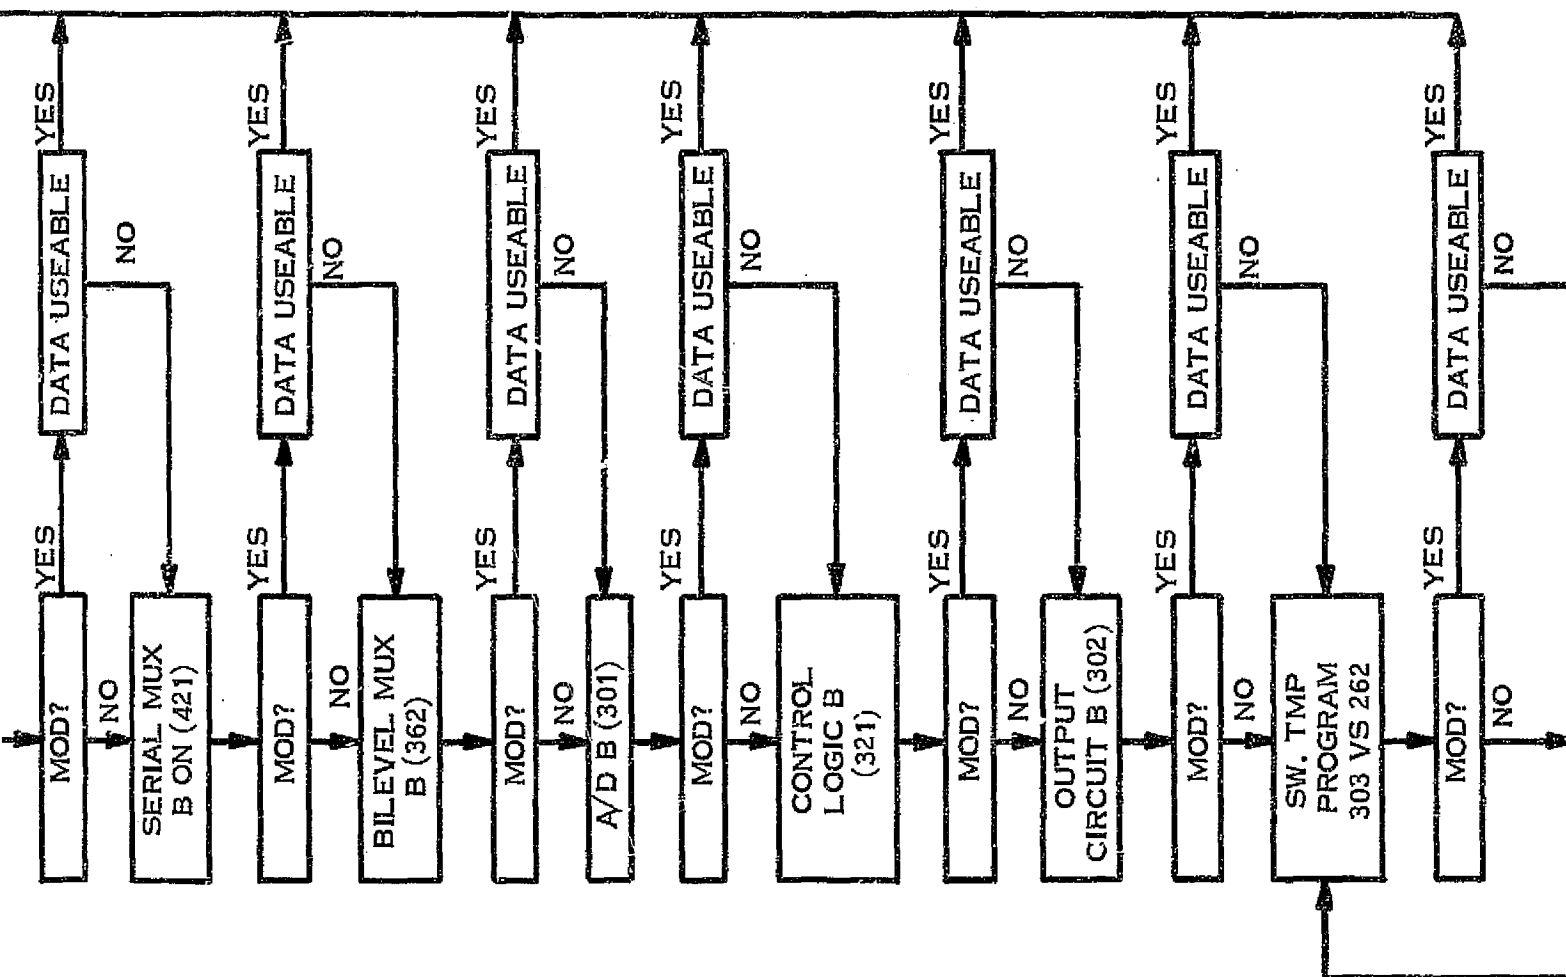 MOD?
YES
DATA USEABLE
YES
NO
NO
SERIAL MUX
B ON (421)
MOD?
YES
DATA USEABLE
YES
NO
NO
BILEVEL MUX
B (362)
MOD?
YES
DATA USEABLE
YES
NO
NO
A/D B (301)
MOD?
YES
DATA USEABLE
YES
NO
NO
CONTROL
LOGIC B
(321)
MOD?
YES
DATA USEABLE
YES
NO
NO
OUTPUT
CIRCUIT B (302)
MOD?
YES
DATA USEABLE
YES
NO
NO
SW. TMP
PROGRAM
303 VS 262
MOD?
YES
DATA USEABLE
YES
NO
NO